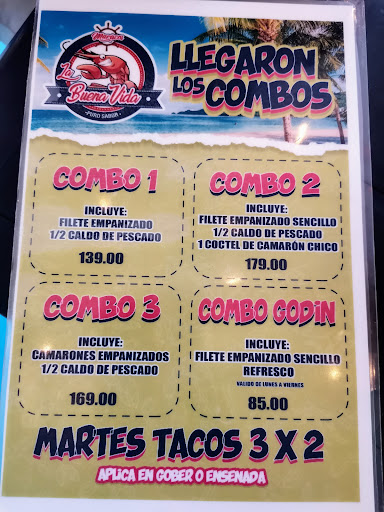 Mariscos
La
Buena Vida
PURO SABOR
LLEGARON
LOS COMBOS
COMBO 1
INCLUYE:
FILETE EMPANIZADO
1/2 CALDO DE PESCADO
139.00
COMBO 2
INCLUYE:
FILETE EMPANIZADO SENCILLO
1/2 CALDO DE PESCADO
1 COCTEL DE CAMARÓN CHICO
179.00
COMBO 3
INCLUYE:
CAMARONES EMPANIZADOS
1/2 CALDO DE PESCADO
169.00
COMBO GODiN
INCLUYE:
FILETE EMPANIZADO SENCILLO
REFRESCO
VALIDO DE LUNES A VIERNES
85.00
MARTES TACOS 3 X 2
APLICA EN GOBER O ENSENADA